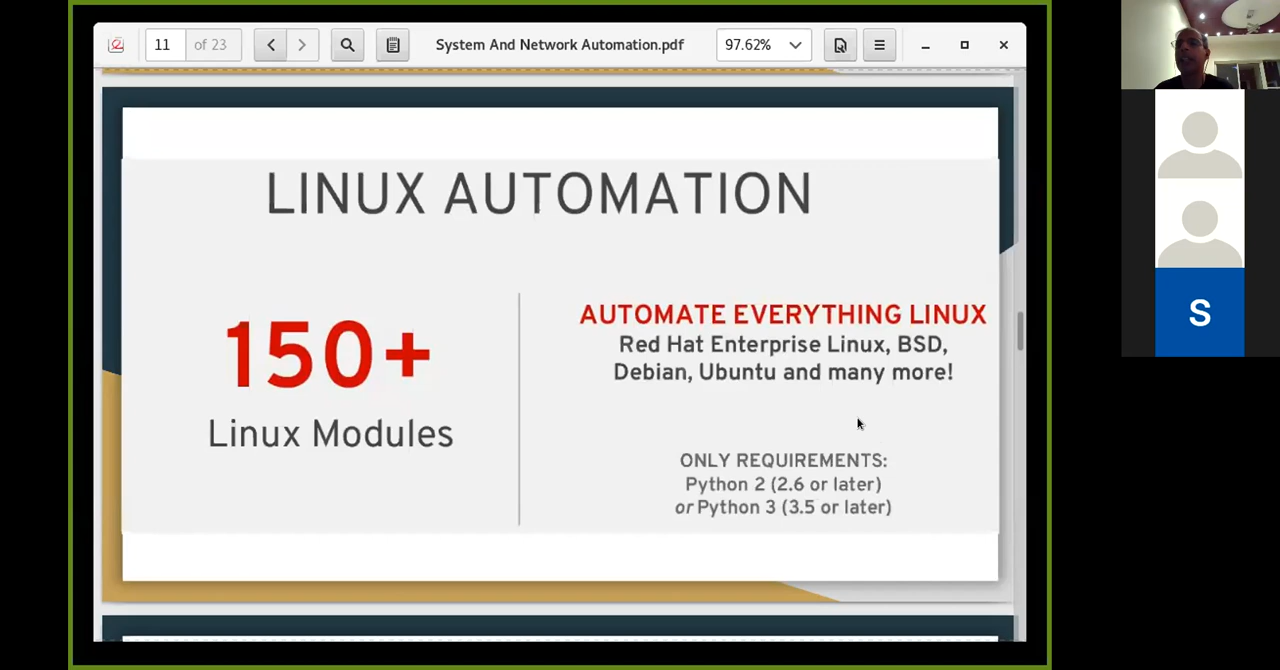 11 of 23
System And Network Automation.pdf
97.62%
LINUX AUTOMATION
150+
Linux Modules
AUTOMATE EVERYTHING LINUX
Red Hat Enterprise Linux, BSD,
Debian, Ubuntu and many more!
ONLY REQUIREMENTS:
Python 2 (2.6 or later)
or Python 3 (3.5 or later)
S